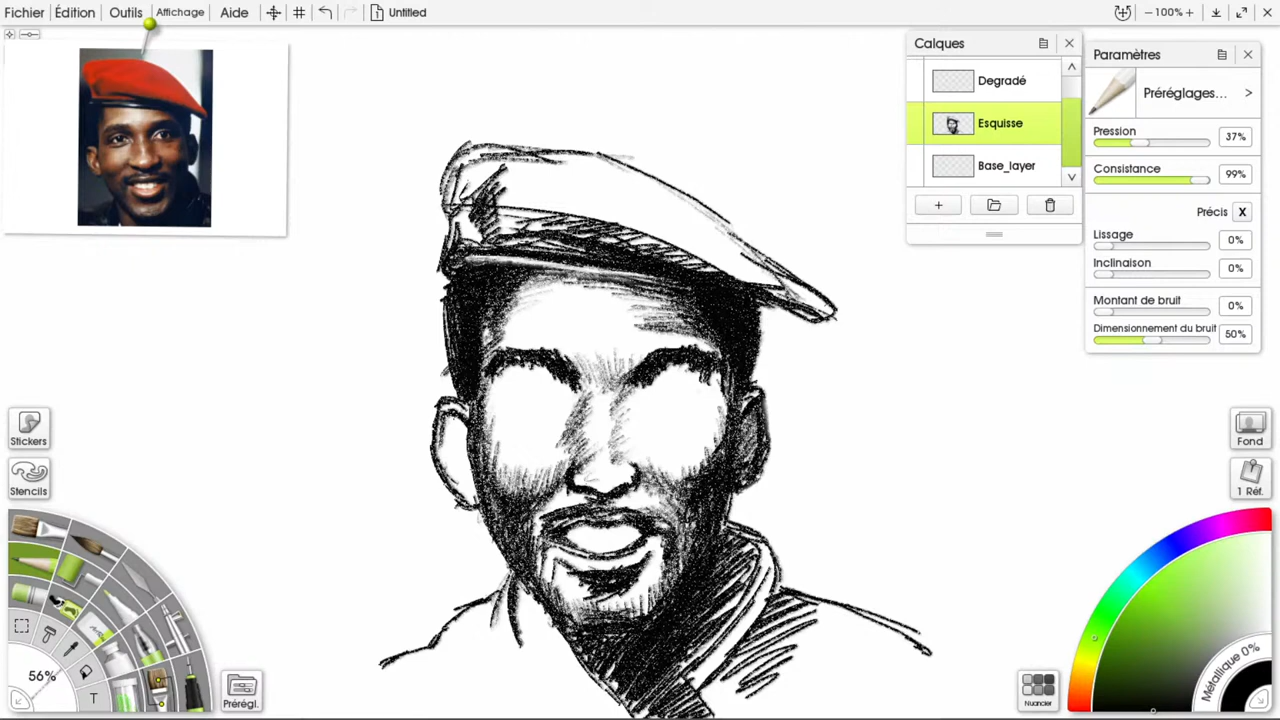 Fichier Édition Outils Affichage Aide Untitled −100%+
Calques
Degradé
Esquisse
Base_layer
+
Paramètres
Préréglages... >
Pression 37%
Consistance 99%
Précis X
Lissage 0%
Inclinaison 0%
Montant de bruit 0%
Dimensionnement du bruit 50%
Stickers
Stencils
56%
T
Prérégl.
Fond
1 Réf.
Nuancier
Métallique 0%